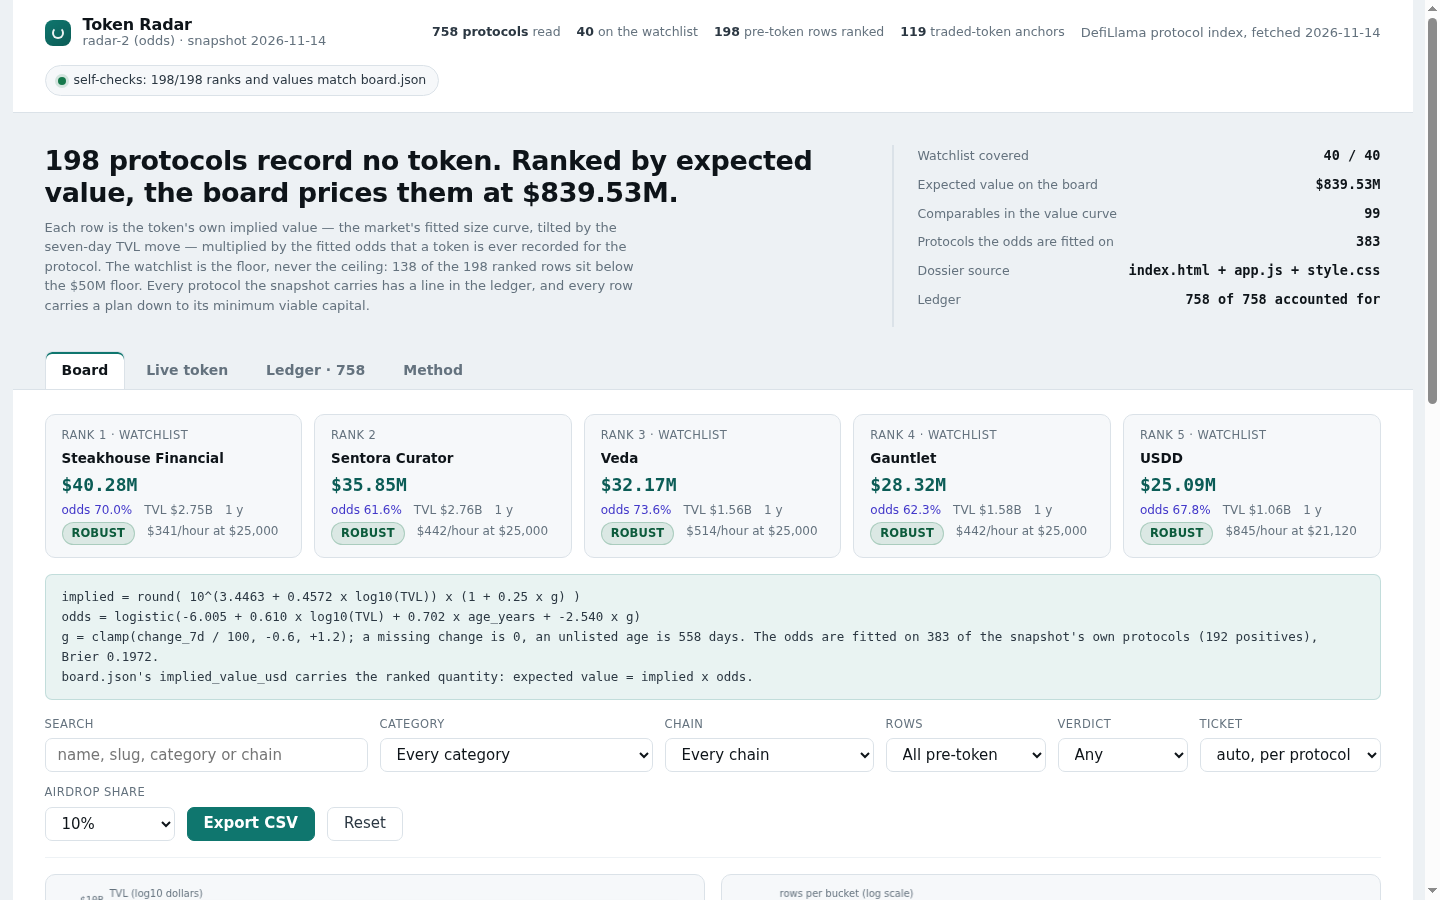 Token Radar
radar-2 (odds) · snapshot 2026-11-14
758 protocols read 40 on the watchlist 198 pre-token rows ranked 119 traded-token anchors DefiLlama protocol index, fetched 2026-11-14
self-checks: 198/198 ranks and values match board.json
198 protocols record no token. Ranked by expected
value, the board prices them at $839.53M.
Each row is the token's own implied value — the market's fitted size curve, tilted by the
seven-day TVL move — multiplied by the fitted odds that a token is ever recorded for the
protocol. The watchlist is the floor, never the ceiling: 138 of the 198 ranked rows sit below
the $50M floor. Every protocol the snapshot carries has a line in the ledger, and every row
carries a plan down to its minimum viable capital.
Watchlist covered 40 / 40
Expected value on the board $839.53M
Comparables in the value curve 99
Protocols the odds are fitted on 383
Dossier source index.html + app.js + style.css
Ledger 758 of 758 accounted for
Board Live token Ledger · 758 Method
RANK 1 · WATCHLIST
Steakhouse Financial
$40.28M
odds 70.0% TVL $2.75B 1 y
ROBUST $341/hour at $25,000
RANK 2
Sentora Curator
$35.85M
odds 61.6% TVL $2.76B 1 y
ROBUST $442/hour at $25,000
RANK 3 · WATCHLIST
Veda
$32.17M
odds 73.6% TVL $1.56B 1 y
ROBUST $514/hour at $25,000
RANK 4 · WATCHLIST
Gauntlet
$28.32M
odds 62.3% TVL $1.58B 1 y
ROBUST $442/hour at $25,000
RANK 5 · WATCHLIST
USDD
$25.09M
odds 67.8% TVL $1.06B 1 y
ROBUST $845/hour at $21,120
implied = round( 10^(3.4463 + 0.4572 x log10(TVL)) x (1 + 0.25 x g) )
odds = logistic(-6.005 + 0.610 x log10(TVL) + 0.702 x age_years + -2.540 x g)
g = clamp(change_7d / 100, -0.6, +1.2); a missing change is 0, an unlisted age is 558 days. The odds are fitted on 383 of the snapshot's own protocols (192 positives),
Brier 0.1972.
board.json's implied_value_usd carries the ranked quantity: expected value = implied x odds.
SEARCH CATEGORY CHAIN ROWS VERDICT TICKET
name, slug, category or chain Every category Every chain All pre-token Any auto, per protocol
AIRDROP SHARE
10% Export CSV Reset
TVL (log10 dollars) rows per bucket (log scale)
$10B